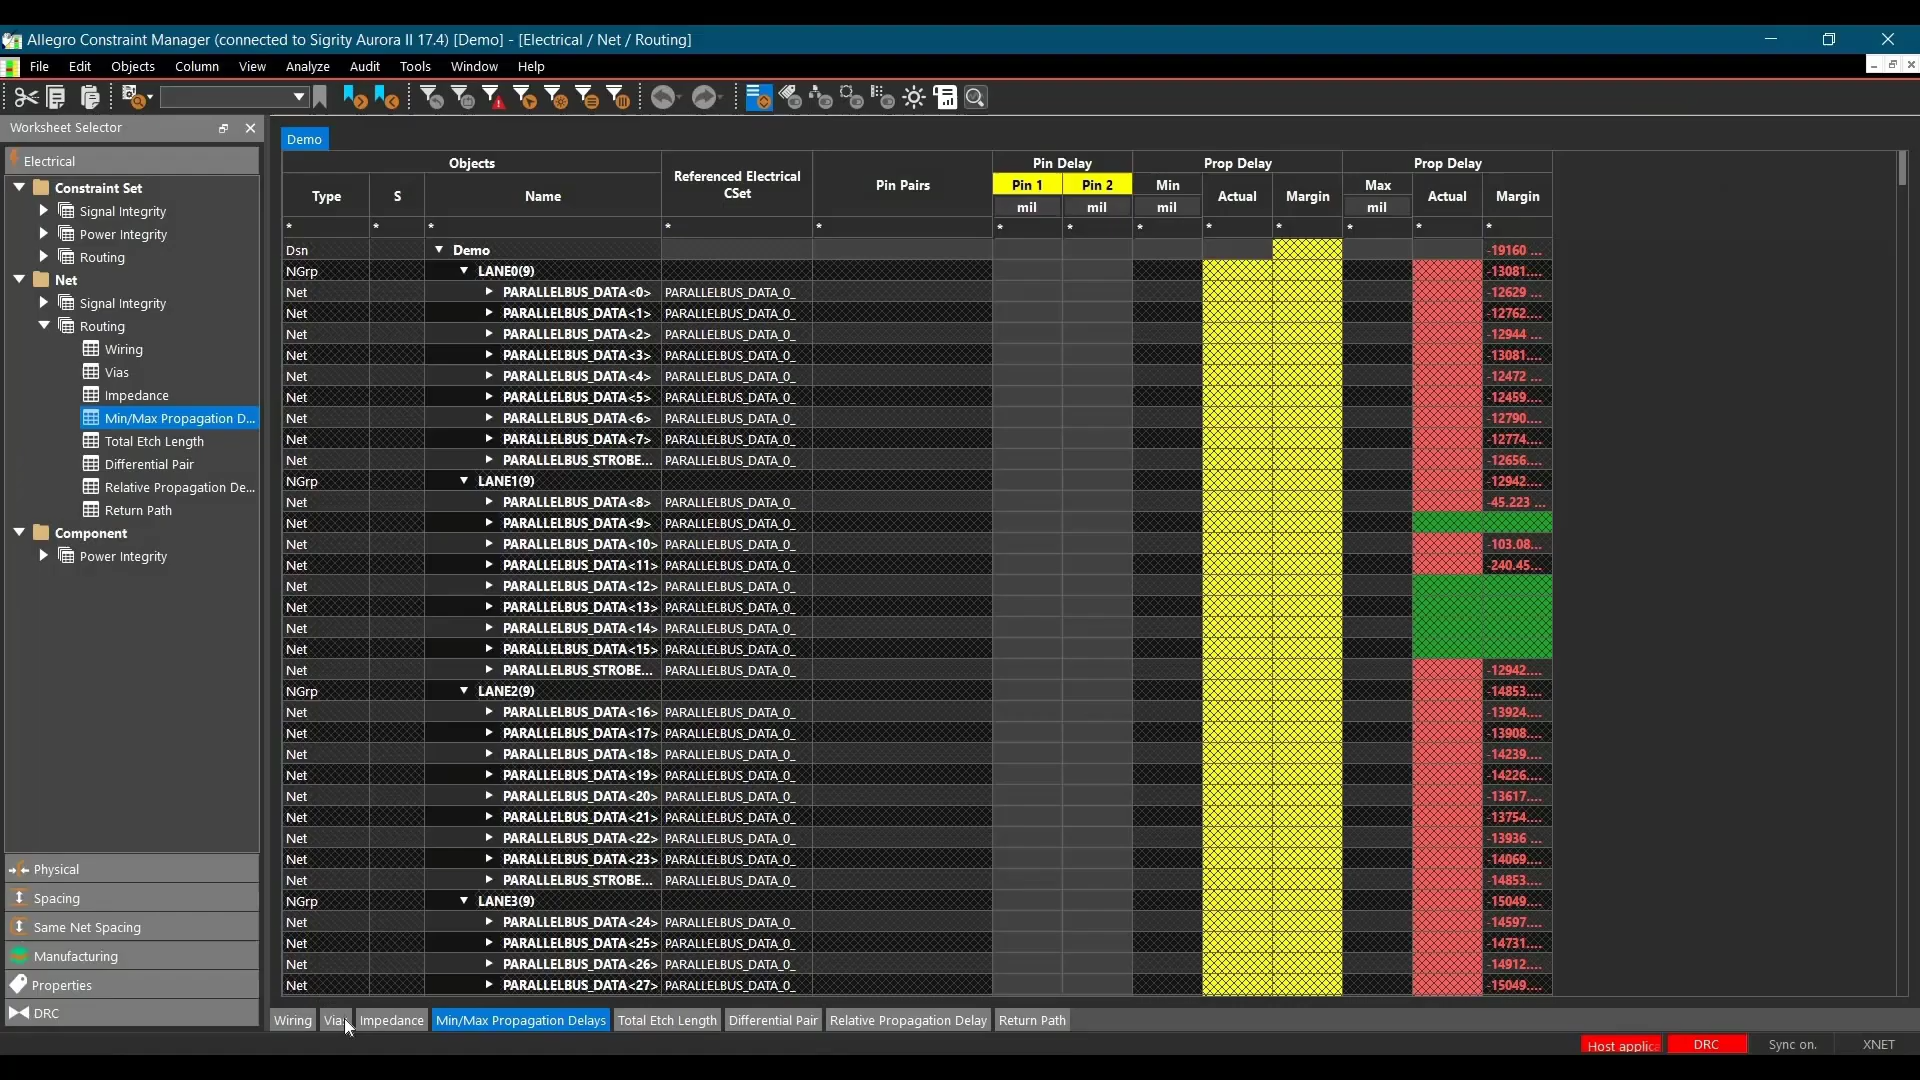 Allegro Constraint Manager (connected to Sigrity Aurora II 17.4) [Demo] - [Electrical / Net / Routing]
File Edit Objects Column View Analyze Audit Tools Window Help
Worksheet Selector
Electrical
Constraint Set
Signal Integrity
Power Integrity
Routing
Net
Signal Integrity
Routing
Wiring
Vias
Impedance
Min/Max Propagation D...
Total Etch Length
Differential Pair
Relative Propagation De...
Return Path
Component
Power Integrity
Physical
Spacing
Same Net Spacing
Manufacturing
Properties
DRC
Demo
Objects Referenced Electrical CSet Pin Pairs Pin Delay Prop Delay Prop Delay
Type S Name Pin 1 Pin 2 Min Actual Margin Max Actual Margin
mil mil mil mil
* * * * * * * * * * * * *
Dsn Demo -19160 ...
NGrp LANE0(9) -13081....
Net PARALLELBUS_DATA<0> PARALLELBUS_DATA_0_ -12629 ...
Net PARALLELBUS_DATA<1> PARALLELBUS_DATA_0_ -12762....
Net PARALLELBUS_DATA<2> PARALLELBUS_DATA_0_ -12944 ...
Net PARALLELBUS_DATA<3> PARALLELBUS_DATA_0_ -13081....
Net PARALLELBUS_DATA<4> PARALLELBUS_DATA_0_ -12472 ...
Net PARALLELBUS_DATA<5> PARALLELBUS_DATA_0_ -12459....
Net PARALLELBUS_DATA<6> PARALLELBUS_DATA_0_ -12790....
Net PARALLELBUS_DATA<7> PARALLELBUS_DATA_0_ -12774....
Net PARALLELBUS_STROBE... PARALLELBUS_DATA_0_ -12656....
NGrp LANE1(9) -12942....
Net PARALLELBUS_DATA<8> PARALLELBUS_DATA_0_ -45.223 ...
Net PARALLELBUS_DATA<9> PARALLELBUS_DATA_0_
Net PARALLELBUS_DATA<10> PARALLELBUS_DATA_0_ -103.08...
Net PARALLELBUS_DATA<11> PARALLELBUS_DATA_0_ -240.45...
Net PARALLELBUS_DATA<12> PARALLELBUS_DATA_0_
Net PARALLELBUS_DATA<13> PARALLELBUS_DATA_0_
Net PARALLELBUS_DATA<14> PARALLELBUS_DATA_0_
Net PARALLELBUS_DATA<15> PARALLELBUS_DATA_0_
Net PARALLELBUS_STROBE... PARALLELBUS_DATA_0_ -12942....
NGrp LANE2(9) -14853....
Net PARALLELBUS_DATA<16> PARALLELBUS_DATA_0_ -13924....
Net PARALLELBUS_DATA<17> PARALLELBUS_DATA_0_ -13908....
Net PARALLELBUS_DATA<18> PARALLELBUS_DATA_0_ -14239....
Net PARALLELBUS_DATA<19> PARALLELBUS_DATA_0_ -14226....
Net PARALLELBUS_DATA<20> PARALLELBUS_DATA_0_ -13617....
Net PARALLELBUS_DATA<21> PARALLELBUS_DATA_0_ -13754....
Net PARALLELBUS_DATA<22> PARALLELBUS_DATA_0_ -13936 ...
Net PARALLELBUS_DATA<23> PARALLELBUS_DATA_0_ -14069....
Net PARALLELBUS_STROBE... PARALLELBUS_DATA_0_ -14853....
NGrp LANE3(9) -15049....
Net PARALLELBUS_DATA<24> PARALLELBUS_DATA_0_ -14597....
Net PARALLELBUS_DATA<25> PARALLELBUS_DATA_0_ -14731....
Net PARALLELBUS_DATA<26> PARALLELBUS_DATA_0_ -14912....
Net PARALLELBUS_DATA<27> PARALLELBUS_DATA_0_ -15049....
Wiring Vias Impedance Min/Max Propagation Delays Total Etch Length Differential Pair Relative Propagation Delay Return Path
Host applica DRC Sync on. XNET